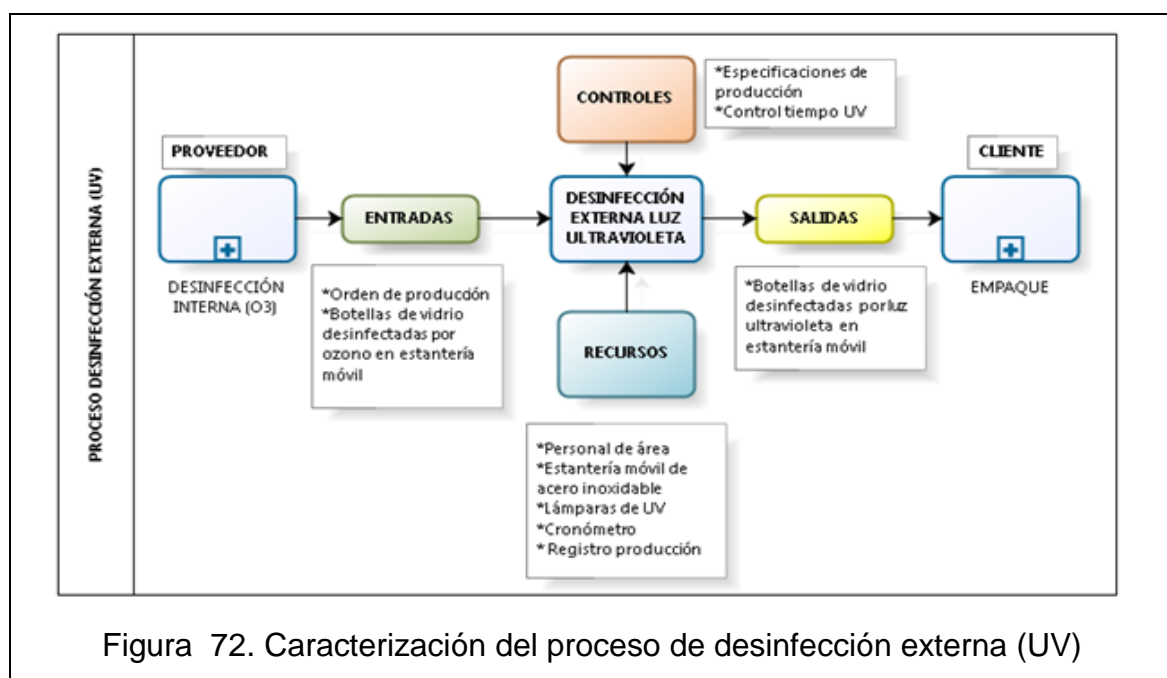 PROCESO DESINFECCIÓN EXTERNA (UV)
PROVEEDOR
DESINFECCIÓN
INTERNA (O3)
ENTRADAS
*Orden de producción
*Botellas de vidrio
desinfectadas por
ozono en estantería
móvil
CONTROLES
*Especificaciones de
producción
*Control tiempo UV
DESINFECCIÓN
EXTERNA LUZ
ULTRAVIOLETA
RECURSOS
*Personal de área
*Estantería móvil de
acero inoxidable
*Lámparas de UV
*Cronómetro
* Registro producción
SALIDAS
*Botellas de vidrio
desinfectadas por luz
ultravioleta en
estantería móvil
CLIENTE
EMPAQUE
Figura 72. Caracterización del proceso de desinfección externa (UV)